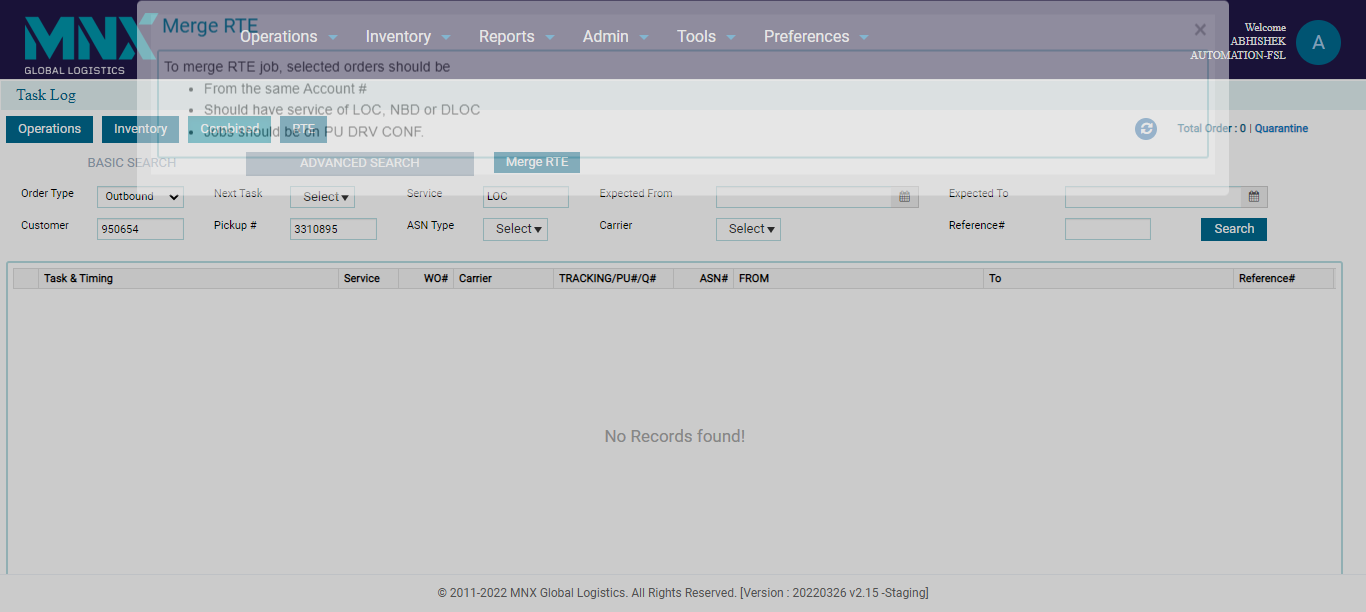 MNX
GLOBAL LOGISTICS
Merge RTE
Operations Inventory Reports Admin Tools Preferences
×
Welcome
ABHISHEK
AUTOMATION-FSL
A
To merge RTE job, selected orders should be
• From the same Account #
• Should have service of LOC, NBD or DLOC
• Jobs should be on PU DRV CONF.
Task Log
Operations Inventory Combined RTE
Total Order : 0 | Quarantine
BASIC SEARCH ADVANCED SEARCH Merge RTE
Order Type Outbound Next Task Select Service LOC Expected From Expected To
Customer 950654 Pickup # 3310895 ASN Type Select Carrier Select Reference# Search
Task & Timing Service WO# Carrier TRACKING/PU#/Q# ASN# FROM To Reference#
No Records found!
© 2011-2022 MNX Global Logistics. All Rights Reserved. [Version : 20220326 v2.15 -Staging]